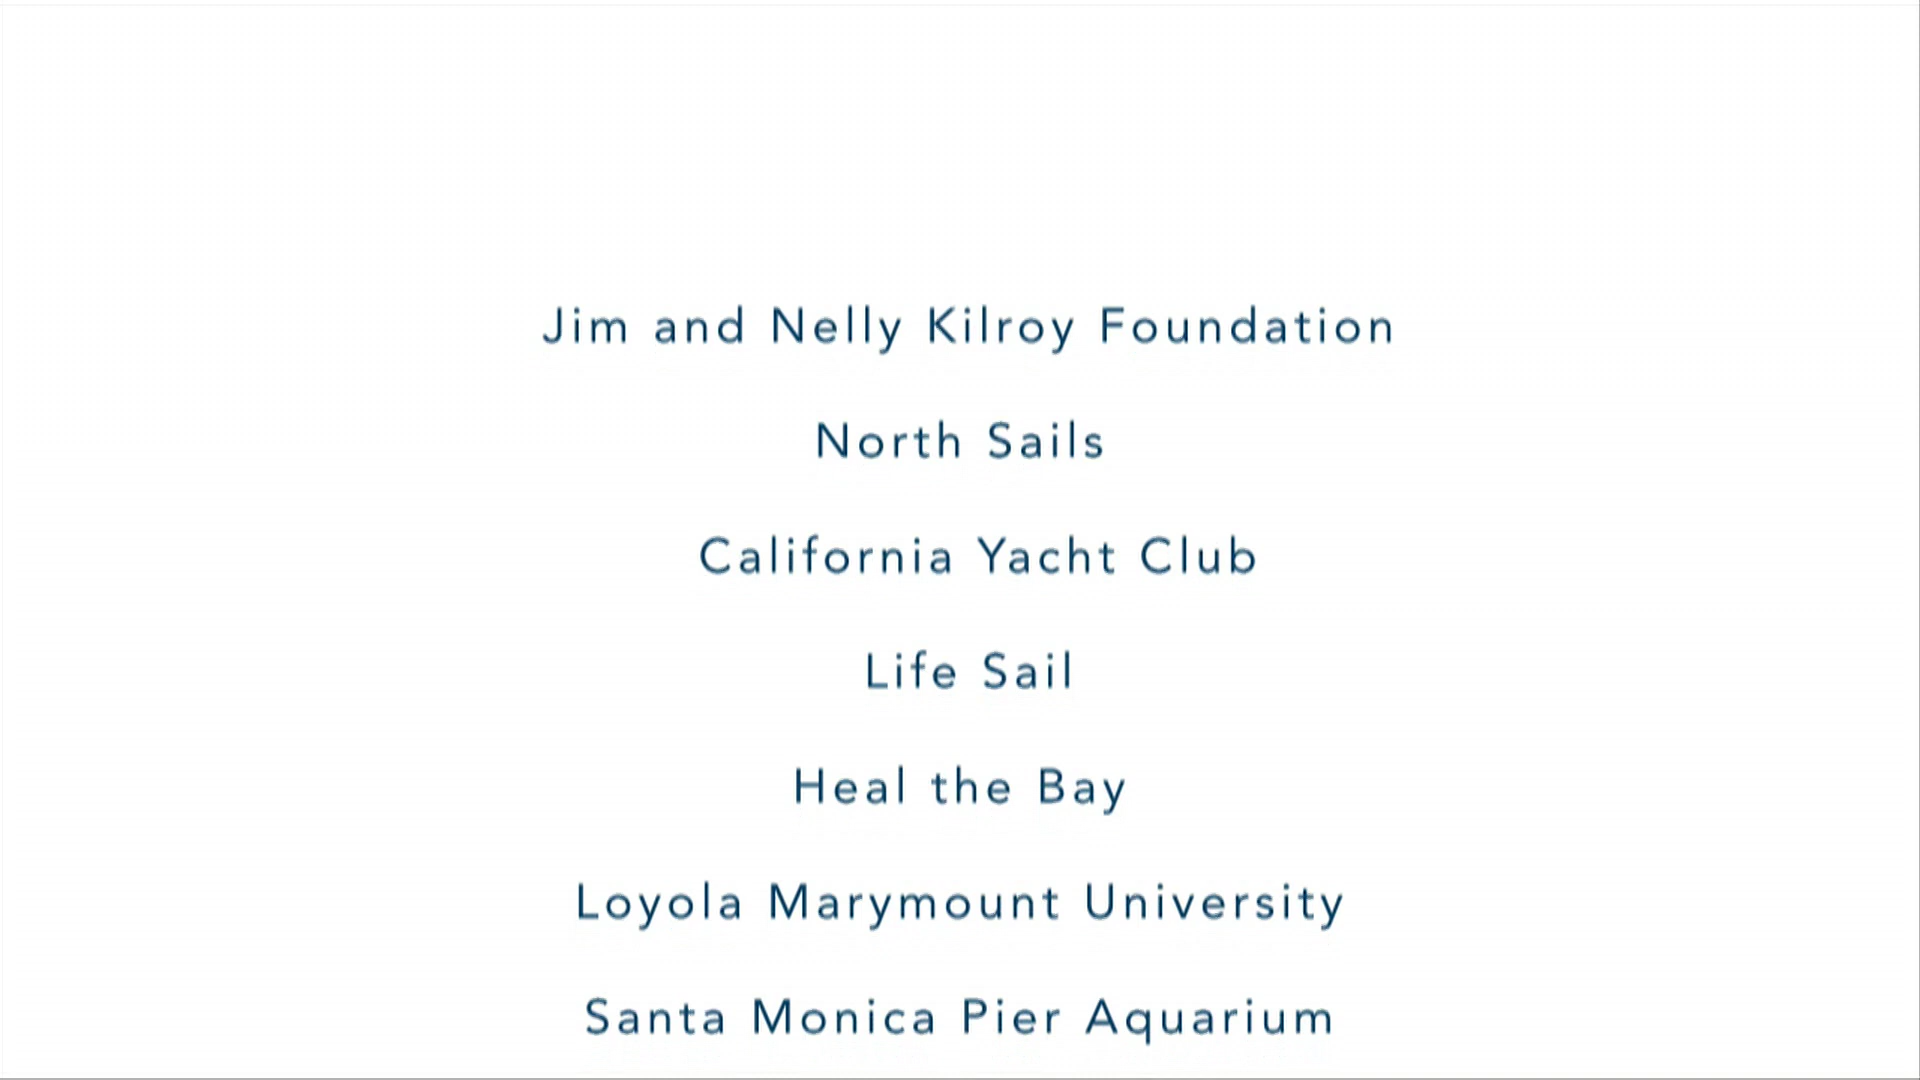 Jim and Nelly Kilroy Foundation
North Sails
California Yacht Club
Life Sail
Heal the Bay
Loyola Marymount University
Santa Monica Pier Aquarium